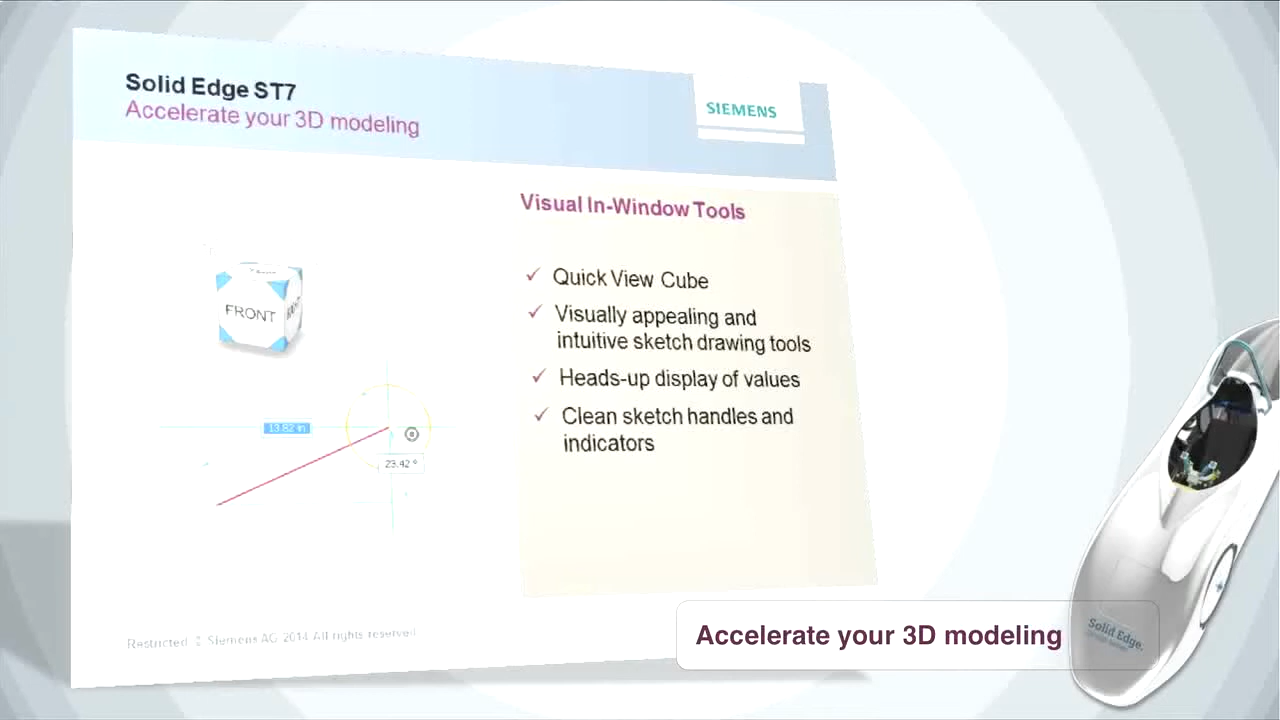 Solid Edge ST7
Accelerate your 3D modeling
SIEMENS
Visual In-Window Tools
✓ Quick View Cube
✓ Visually appealing and
intuitive sketch drawing tools
✓ Heads-up display of values
✓ Clean sketch handles and
indicators
FRONT
13.82 in
23.42 °
Restricted © Siemens AG 2014 All rights reserved.
Accelerate your 3D modeling
Solid Edge.